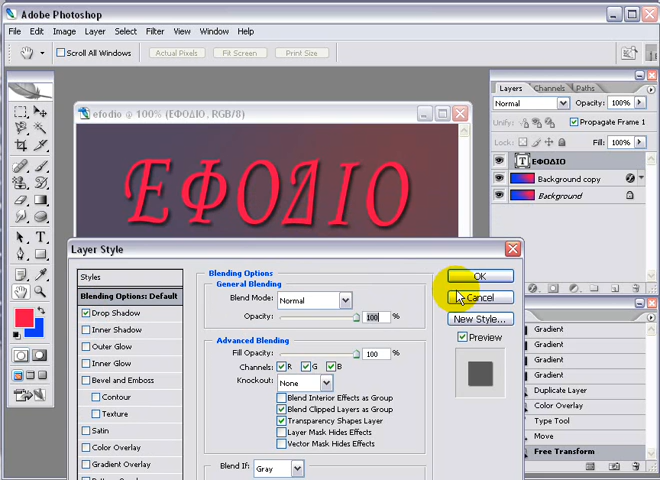 Adobe Photoshop
File Edit Image Layer Select Filter View Window Help
Scroll All Windows Actual Pixels Fit Screen Print Size
Layers Channels Paths
Normal Opacity: 100%
Unify: Propagate Frame 1
Lock: Fill: 100%
T ΕΦΟΔΙΟ
Background copy
Background
efodio @ 100% (ΕΦΟΔΙΟ, RGB/8)
ΕΦΟΔΙΟ
Layer Style
Styles
Blending Options: Default
Drop Shadow
Inner Shadow
Outer Glow
Inner Glow
Bevel and Emboss
Contour
Texture
Satin
Color Overlay
Gradient Overlay
Blending Options
General Blending
Blend Mode: Normal
Opacity: 100 %
Advanced Blending
Fill Opacity: 100 %
Channels: R G B
Knockout: None
Blend Interior Effects as Group
Blend Clipped Layers as Group
Transparency Shapes Layer
Layer Mask Hides Effects
Vector Mask Hides Effects
Blend If: Gray
OK
Cancel
New Style...
Preview
Gradient
Gradient
Gradient
Gradient
Duplicate Layer
Color Overlay
Type Tool
Move
Free Transform